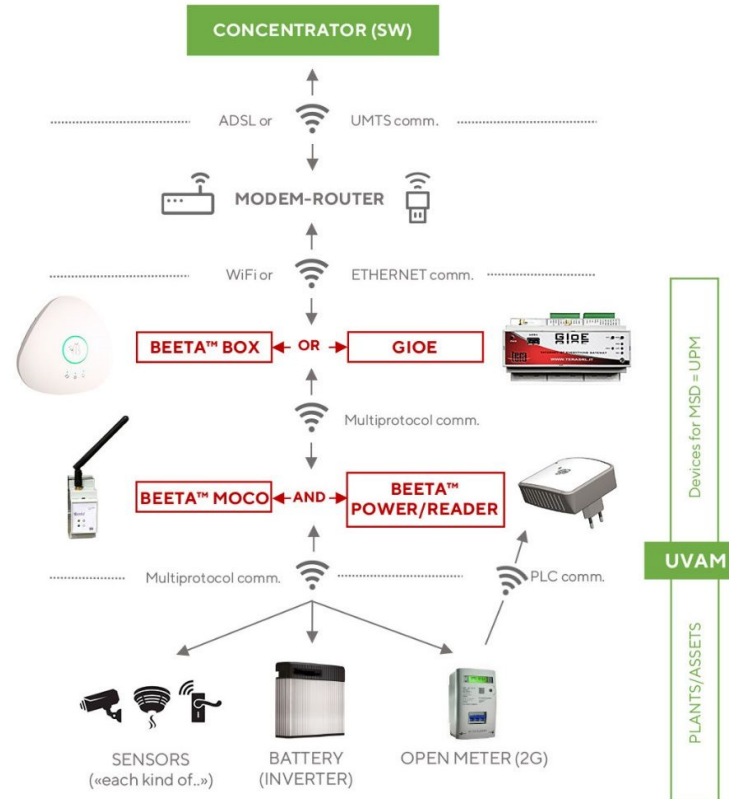 CONCENTRATOR (SW)
ADSL or
UMTS comm.
MODEM-ROUTER
WiFi or
ETHERNET comm.
BEETA™ BOX
OR
GIOE
GIOE
Multiprotocol comm.
BEETA™ MOCO
AND
BEETA™
POWER/READER
Multiprotocol comm.
PLC comm.
SENSORS
(«each kind of..»)
BATTERY
(INVERTER)
OPEN METER (2G)
Devices for MSD = UPM
UVAM
PLANTS/ASSETS